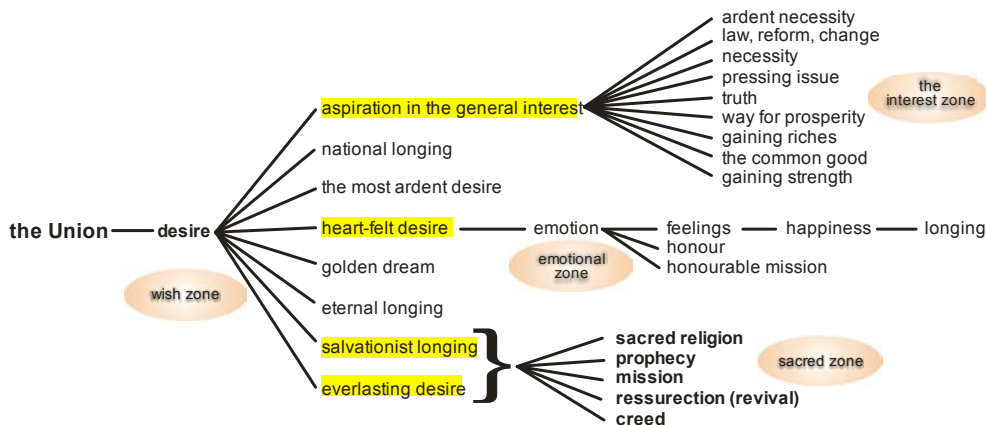 ardent necessity
law, reform, change
necessity
pressing issue
the
interest zone
aspiration in the general interest
truth
way for prosperity
gaining riches
national longing
the common good
gaining strength
the most ardent desire
the Union
desire
heart-felt desire
emotion
feelings
happiness
longing
honour
emotional
zone
golden dream
honourable mission
wish zone
eternal longing
salvationist longing
}
sacred religion
prophecy
sacred zone
mission
everlasting desire
ressurection (revival)
creed